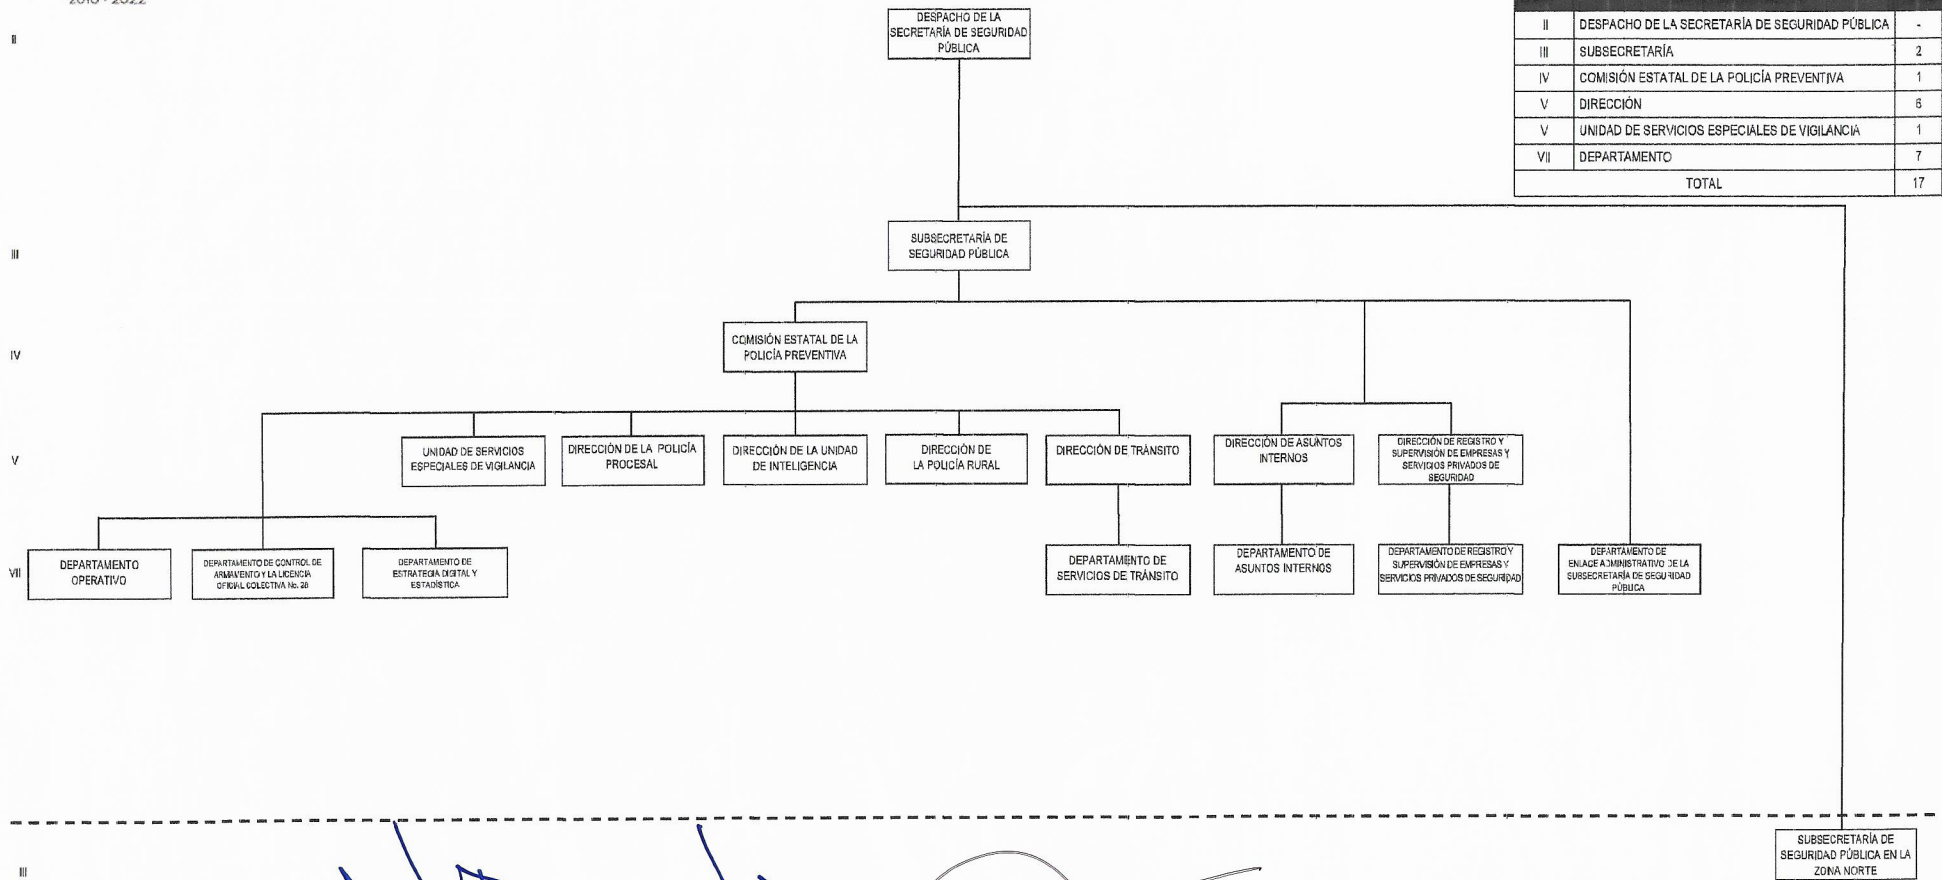 II
DESPACHO DE LA
SECRETARÍA DE SEGURIDAD
PÚBLICA
II DESPACHO DE LA SECRETARÍA DE SEGURIDAD PÚBLICA -
III SUBSECRETARÍA 2
IV COMISIÓN ESTATAL DE LA POLICÍA PREVENTIVA 1
V DIRECCIÓN 6
V UNIDAD DE SERVICIOS ESPECIALES DE VIGILANCIA 1
VII DEPARTAMENTO 7
TOTAL 17
III
SUBSECRETARÍA DE
SEGURIDAD PÚBLICA
IV
COMISIÓN ESTATAL DE LA
POLICÍA PREVENTIVA
V
UNIDAD DE SERVICIOS
ESPECIALES DE VIGILANCIA
DIRECCIÓN DE LA POLICÍA
PROCESAL
DIRECCIÓN DE LA UNIDAD
DE INTELIGENCIA
DIRECCIÓN DE
LA POLICÍA RURAL
DIRECCIÓN DE TRÁNSITO
DIRECCIÓN DE ASUNTOS
INTERNOS
DIRECCIÓN DE REGISTRO Y
SUPERVISIÓN DE EMPRESAS Y
SERVICIOS PRIVADOS DE
SEGURIDAD
VII
DEPARTAMENTO
OPERATIVO
DEPARTAMENTO DE CONTROL DE
ARMAMENTO Y LA LICENCIA
OFICIAL COLECTIVA No. 28
DEPARTAMENTO DE
ESTRATEGIA DIGITAL Y
ESTADÍSTICA
DEPARTAMENTO DE
SERVICIOS DE TRÁNSITO
DEPARTAMENTO DE
ASUNTOS INTERNOS
DEPARTAMENTO DE REGISTRO Y
SUPERVISIÓN DE EMPRESAS Y
SERVICIOS PRIVADOS DE SEGURIDAD
DEPARTAMENTO DE
ENLACE ADMINISTRATIVO DE LA
SUBSECRETARÍA DE SEGURIDAD
PÚBLICA
III
SUBSECRETARÍA DE
SEGURIDAD PÚBLICA EN LA
ZONA NORTE